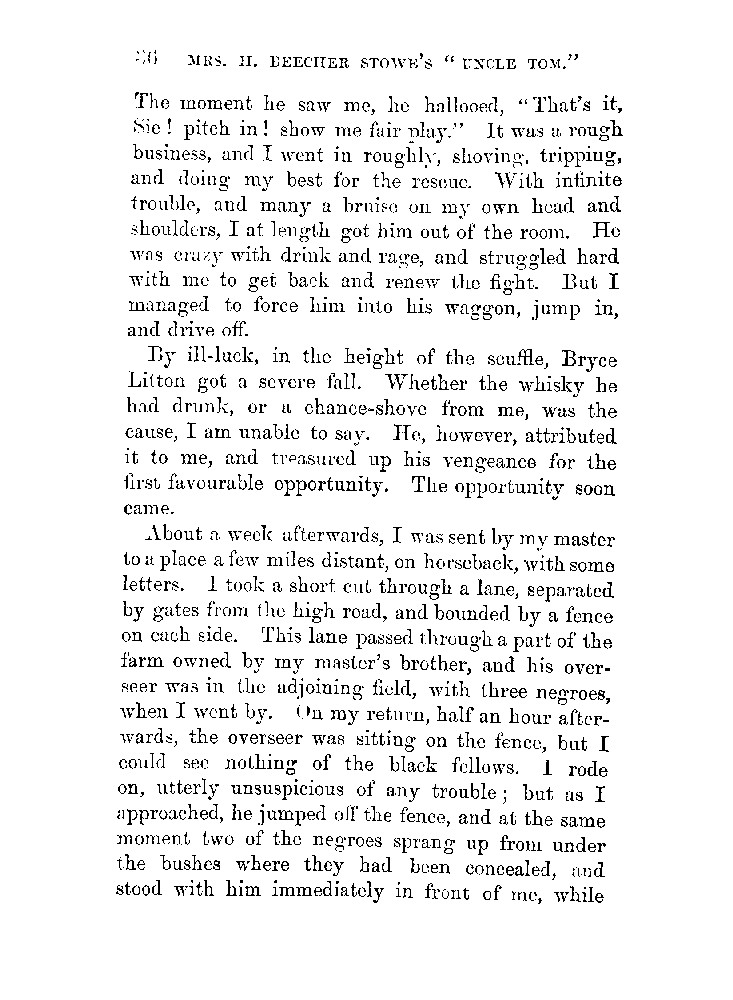 36 MRS. H. BEECHER STOWE'S "UNCLE TOM."
The moment he saw me, he hallooed, "That's it,
Sie! pitch in! show me fair play." It was a rough
business, and I went in roughly, shoving, tripping,
and doing my best for the rescue. With infinite
trouble, and many a bruise on my own head and
shoulders, I at length got him out of the room. He
was crazy with drink and rage, and struggled hard
with me to get back and renew the fight. But I
managed to force him into his waggon, jump in,
and drive off.
By ill-luck, in the height of the scuffle, Bryce
Litton got a severe fall. Whether the whisky he
had drunk, or a chance-shove from me, was the
cause, I am unable to say. He, however, attributed
it to me, and treasured up his vengeance for the
first favourable opportunity. The opportunity soon
came.
About a week afterwards, I was sent by my master
to a place a few miles distant, on horseback, with some
letters. I took a short cut through a lane, separated
by gates from the high road, and bounded by a fence
on each side. This lane passed through a part of the
farm owned by my master's brother, and his over-
seer was in the adjoining field, with three negroes,
when I went by. On my return, half an hour after-
wards, the overseer was sitting on the fence, but I
could see nothing of the black fellows. I rode
on, utterly unsuspicious of any trouble; but as I
approached, he jumped off the fence, and at the same
moment two of the negroes sprang up from under
the bushes where they had been concealed, and
stood with him immediately in front of me, while